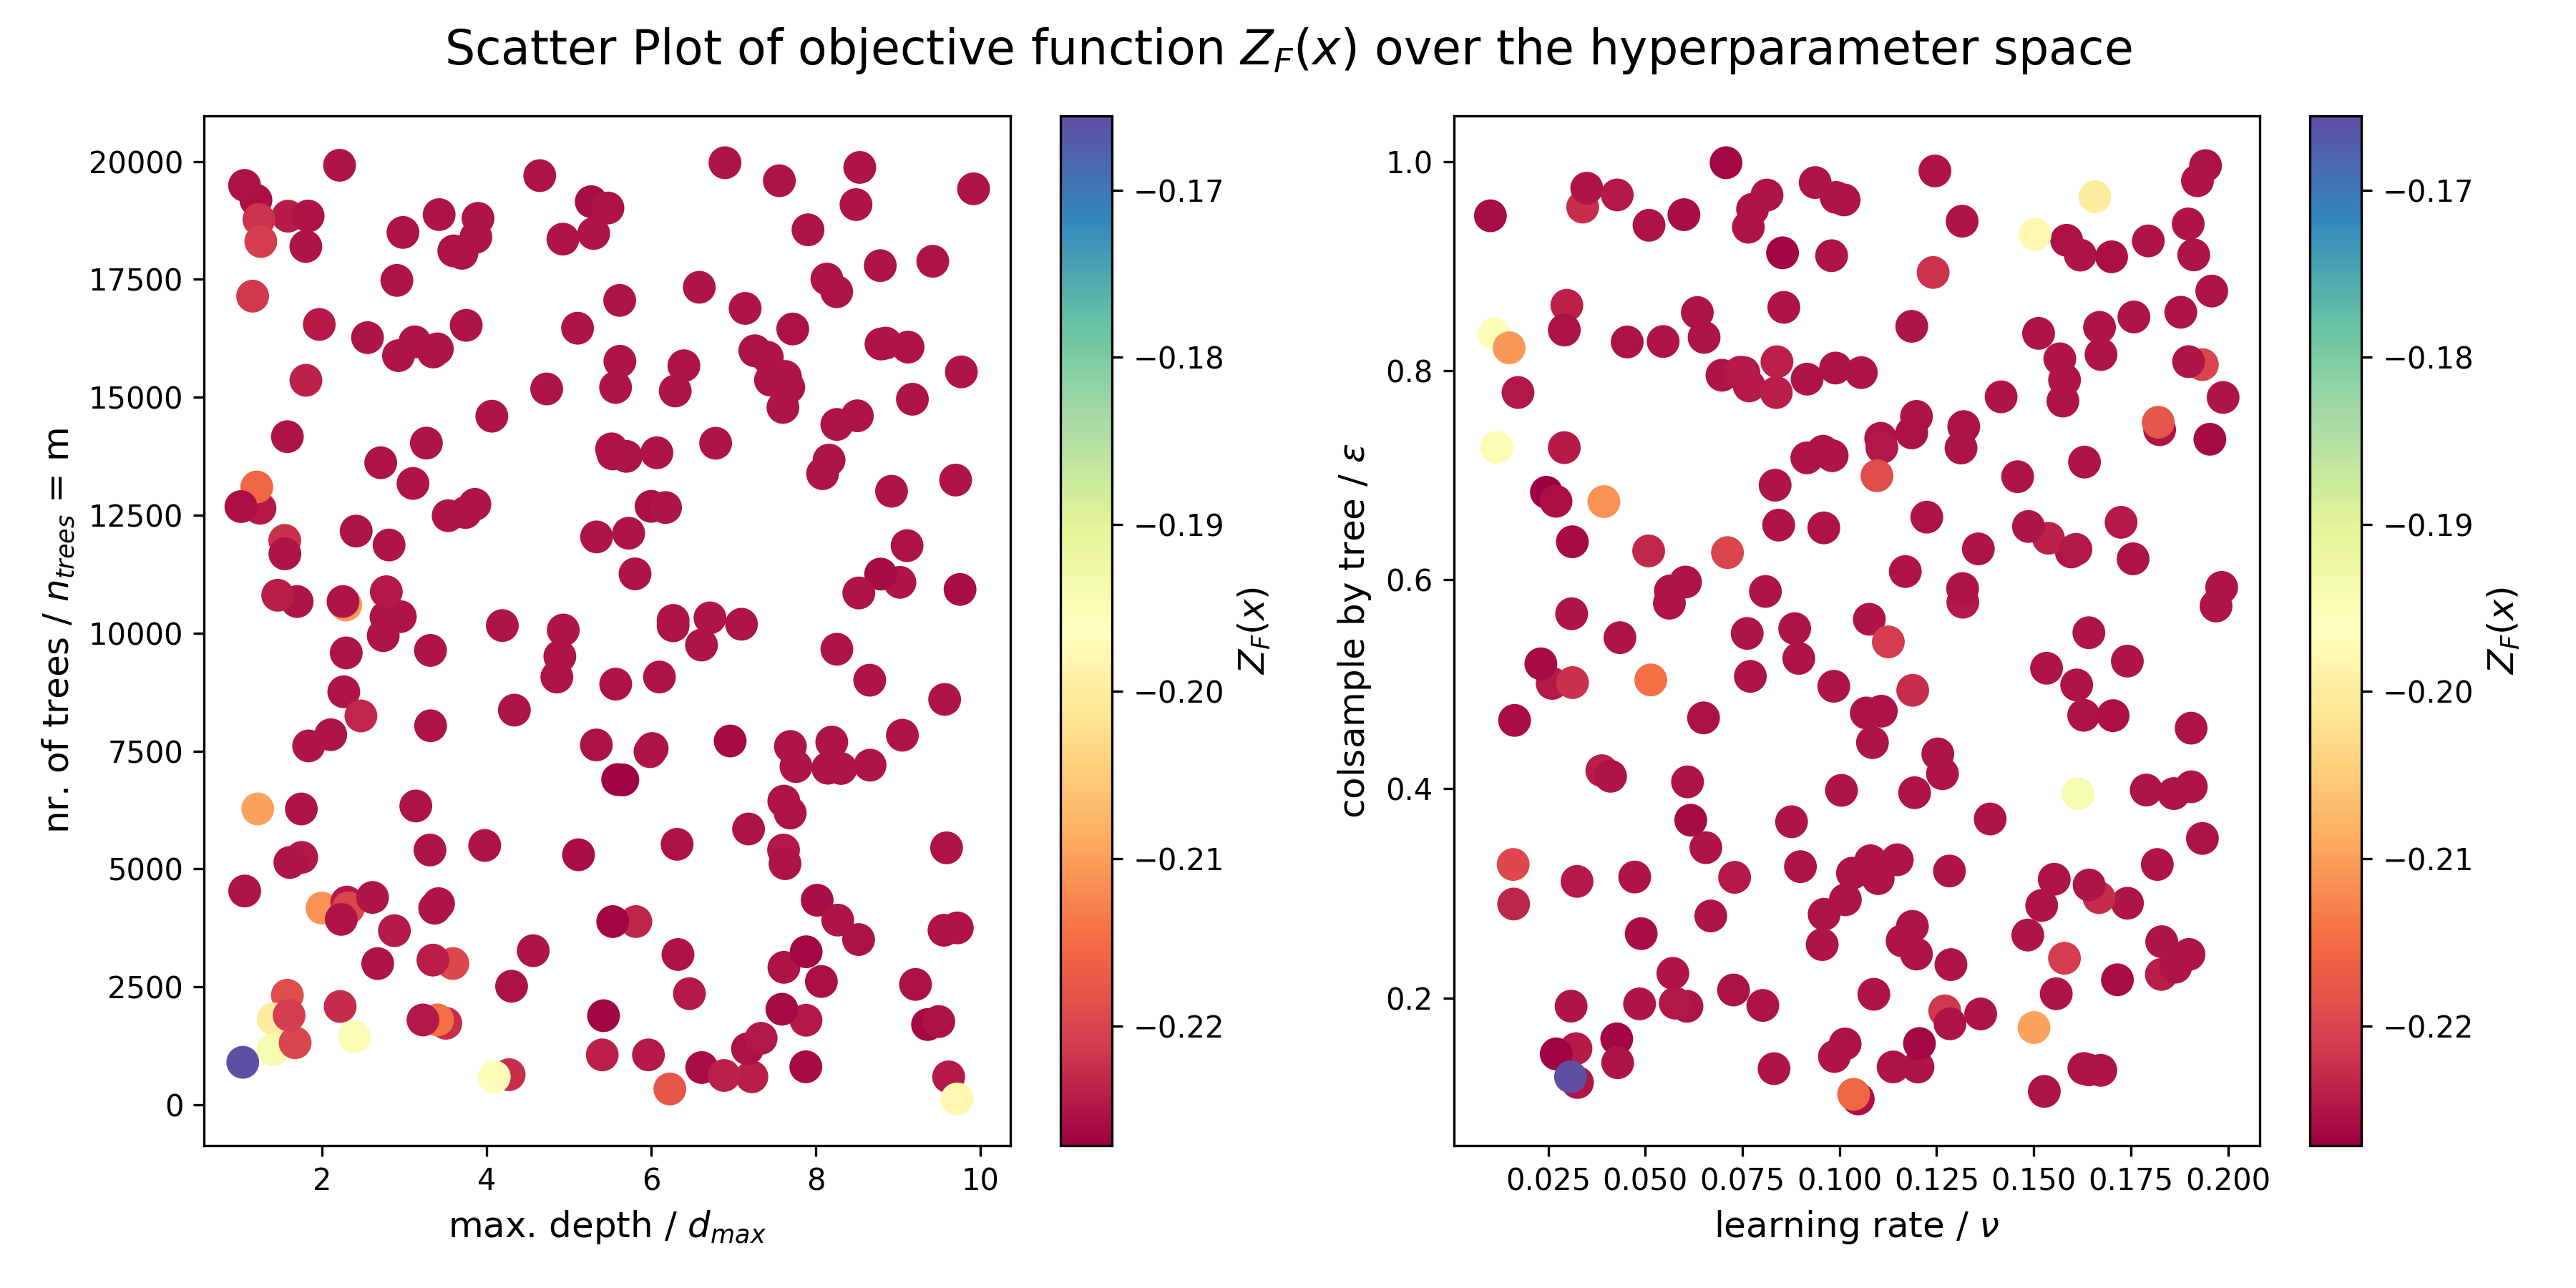 Scatter Plot of objective function Z_F(x) over the hyperparameter space
20000
17500
15000
12500
10000
7500
5000
2500
0
nr. of trees / n_trees = m
2 4 6 8 10
max. depth / d_max
−0.17
−0.18
−0.19
−0.20
−0.21
−0.22
Z_F(x)
1.0
0.8
0.6
0.4
0.2
colsample by tree / ε
0.025 0.050 0.075 0.100 0.125 0.150 0.175 0.200
learning rate / ν
−0.17
−0.18
−0.19
−0.20
−0.21
−0.22
Z_F(x)